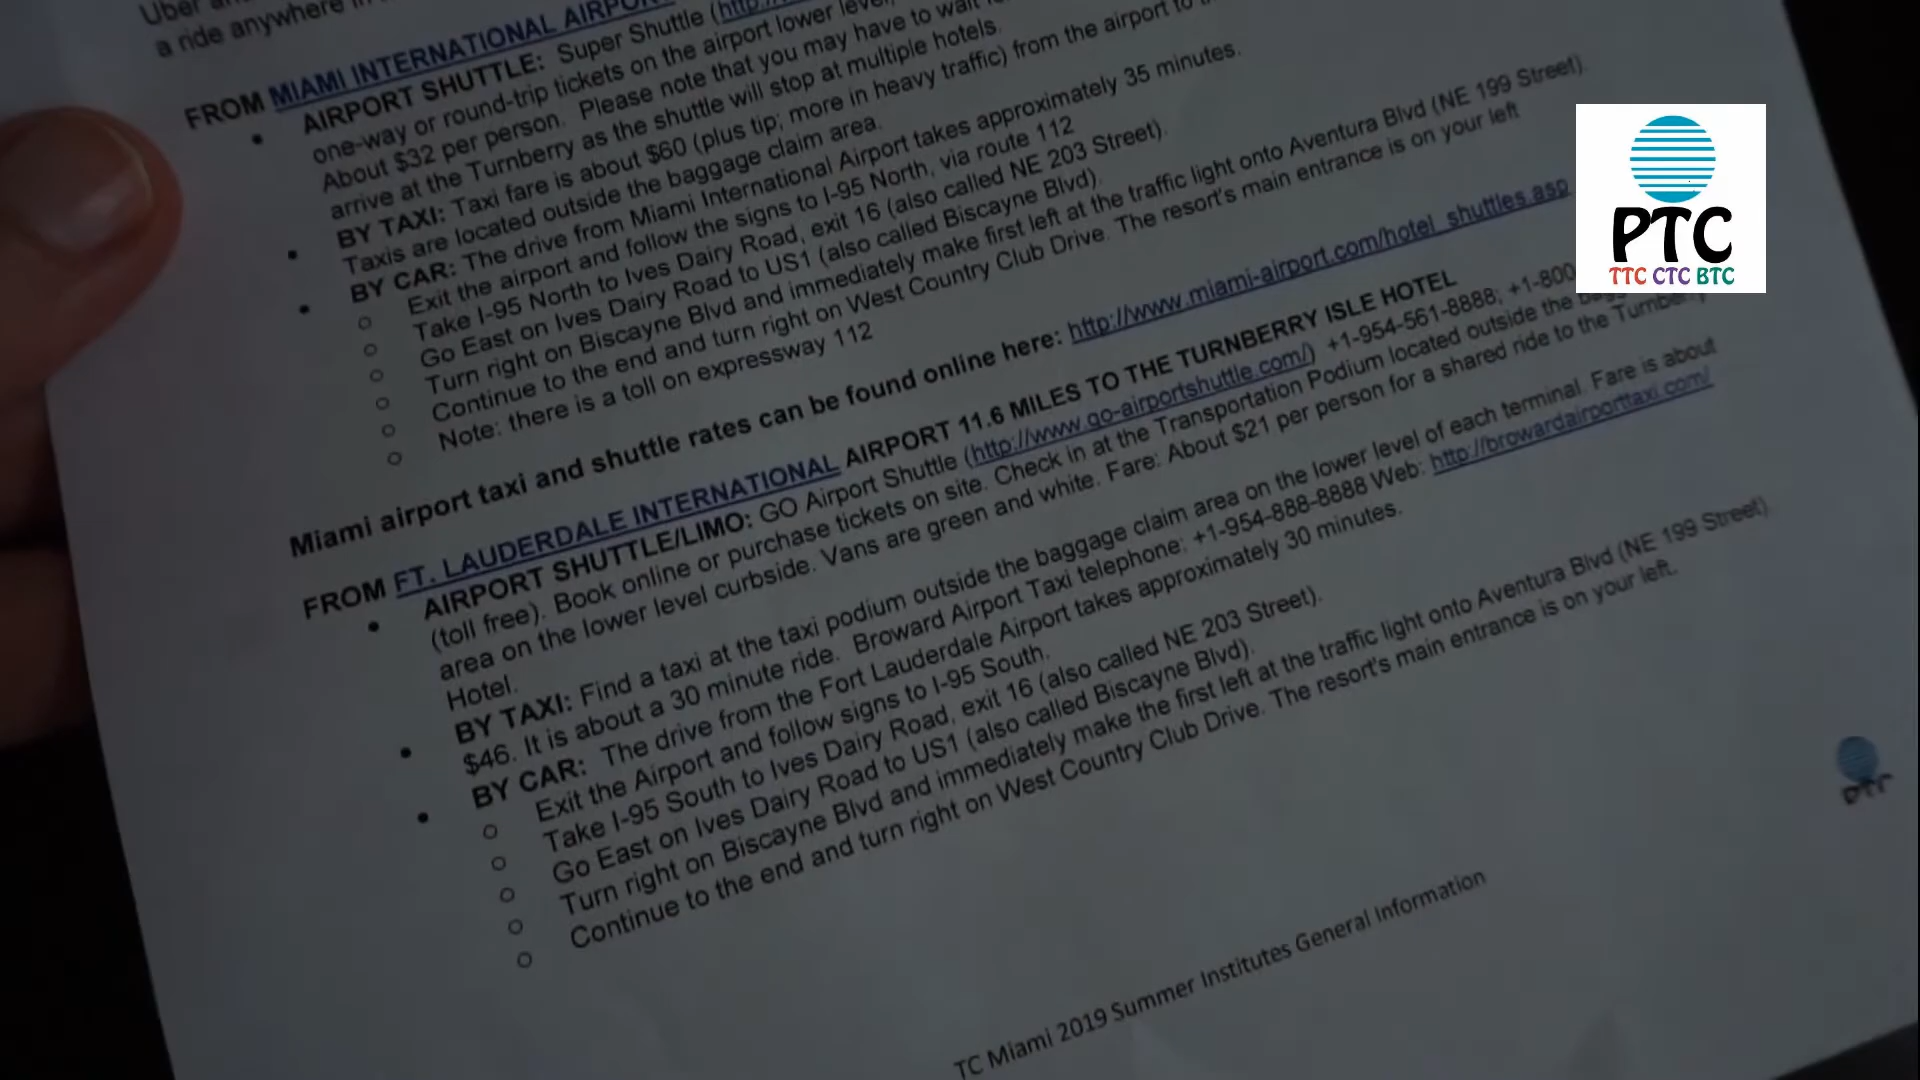 Uber
a ride anywhere in
FROM MIAMI INTERNATIONAL AIRPORT
• AIRPORT SHUTTLE: Super Shuttle (http://
one-way or round-trip tickets on the airport lower level,
About $32 per person. Please note that you may have to wait
arrive at the Turnberry as the shuttle will stop at multiple hotels.
• BY TAXI: Taxi fare is about $60 (plus tip; more in heavy traffic) from the airport to
Taxis are located outside the baggage claim area.
• BY CAR: The drive from Miami International Airport takes approximately 35 minutes.
o Exit the airport and follow the signs to I-95 North, via route 112
o Take I-95 North to Ives Dairy Road, exit 16 (also called NE 203 Street).
o Go East on Ives Dairy Road to US1 (also called Biscayne Blvd).
o Turn right on Biscayne Blvd and immediately make first left at the traffic light onto Aventura Blvd (NE 199 Street).
o Continue to the end and turn right on West Country Club Drive. The resort's main entrance is on your left
o Note: there is a toll on expressway 112
Miami airport taxi and shuttle rates can be found online here: http://www.miami-airport.com/hotel_shuttles.asp
FROM FT. LAUDERDALE INTERNATIONAL AIRPORT 11.6 MILES TO THE TURNBERRY ISLE HOTEL
• AIRPORT SHUTTLE/LIMO: GO Airport Shuttle (http://www.go-airportshuttle.com/) +1-954-561-8888; +1-800
(toll free). Book online or purchase tickets on site. Check in at the Transportation Podium located outside the
area on the lower level curbside. Vans are green and white. Fare: About $21 per person for a shared ride to the Turnberry
Hotel.
• BY TAXI: Find a taxi at the taxi podium outside the baggage claim area on the lower level of each terminal. Fare is about
$46. It is about a 30 minute ride. Broward Airport Taxi telephone: +1-954-888-8888 Web: http://browardairporttaxi.com/
• BY CAR: The drive from the Fort Lauderdale Airport takes approximately 30 minutes.
o Exit the Airport and follow signs to I-95 South.
o Take I-95 South to Ives Dairy Road, exit 16 (also called NE 203 Street).
o Go East on Ives Dairy Road to US1 (also called Biscayne Blvd).
o Turn right on Biscayne Blvd and immediately make the first left at the traffic light onto Aventura Blvd (NE 199 Street).
o Continue to the end and turn right on West Country Club Drive. The resort's main entrance is on your left.
PTC
TC Miami 2019 Summer Institutes General Information
PTC
TTC CTC BTC